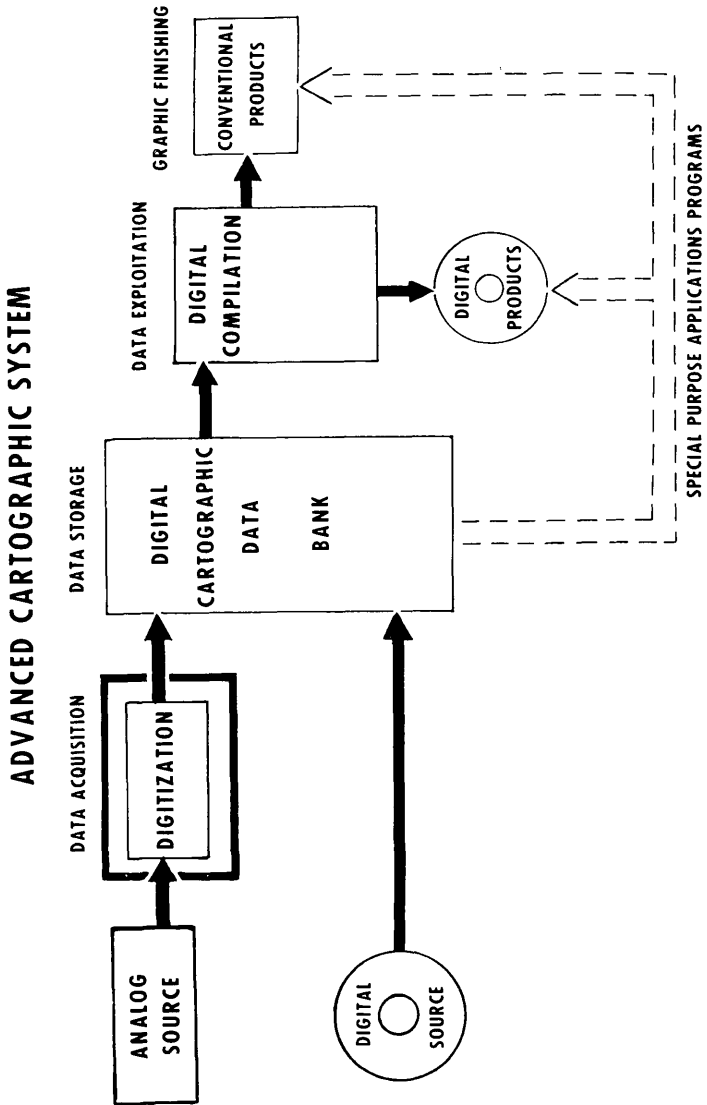 ADVANCED CARTOGRAPHIC SYSTEM
DATA ACQUISITION
DATA STORAGE
DATA EXPLOITATION
GRAPHIC FINISHING
ANALOG
SOURCE
DIGITIZATION
DIGITAL
CARTOGRAPHIC
DATA
BANK
DIGITAL
COMPILATION
CONVENTIONAL
PRODUCTS
DIGITAL
SOURCE
DIGITAL
PRODUCTS
SPECIAL PURPOSE APPLICATIONS PROGRAMS